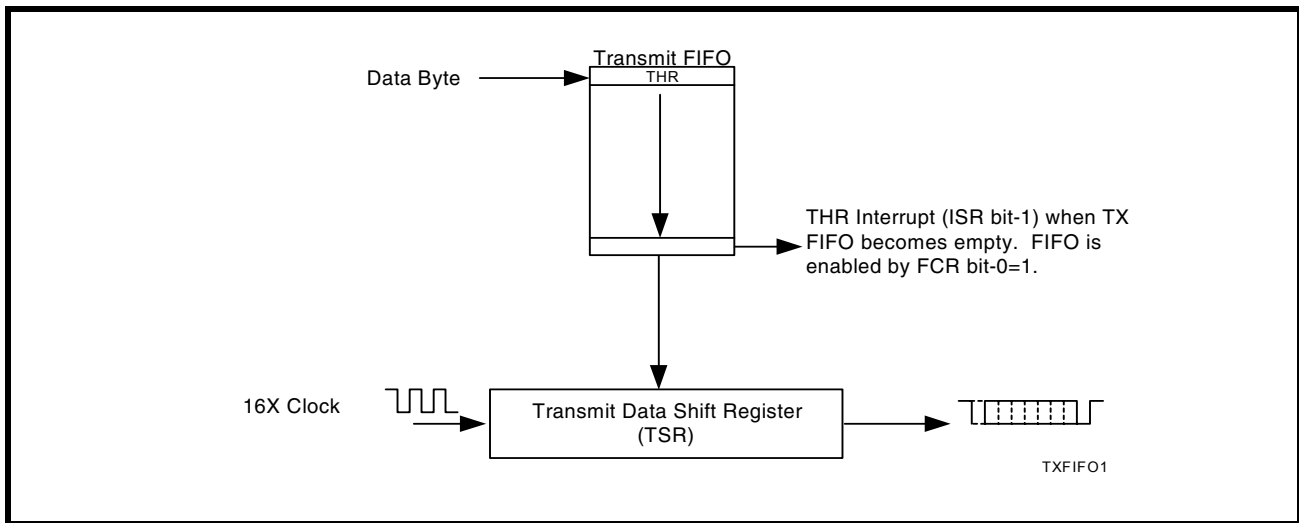 Transmit FIFO
Data Byte
THR
THR Interrupt (ISR bit-1) when TX
FIFO becomes empty.  FIFO is
enabled by FCR bit-0=1.
16X Clock
Transmit Data Shift Register
(TSR)
TXFIFO1